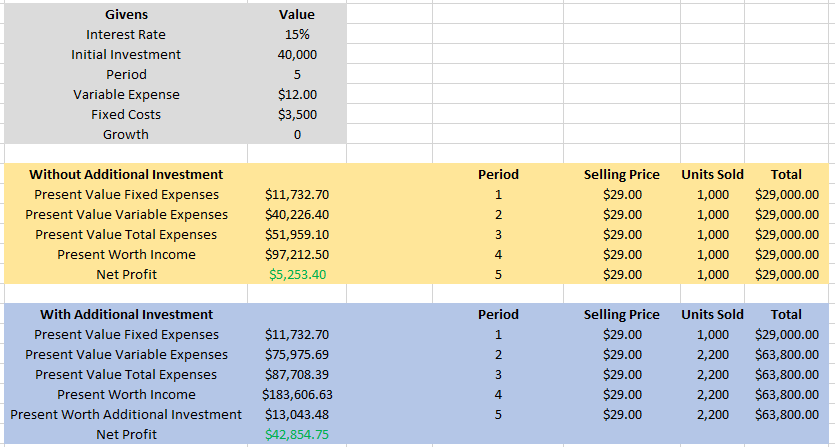 Givens Value
Interest Rate 15%
Initial Investment 40,000
Period 5
Variable Expense $12.00
Fixed Costs $3,500
Growth 0
Without Additional Investment Period Selling Price Units Sold Total
Present Value Fixed Expenses $11,732.70 1 $29.00 1,000 $29,000.00
Present Value Variable Expenses $40,226.40 2 $29.00 1,000 $29,000.00
Present Value Total Expenses $51,959.10 3 $29.00 1,000 $29,000.00
Present Worth Income $97,212.50 4 $29.00 1,000 $29,000.00
Net Profit $5,253.40 5 $29.00 1,000 $29,000.00
With Additional Investment Period Selling Price Units Sold Total
Present Value Fixed Expenses $11,732.70 1 $29.00 1,000 $29,000.00
Present Value Variable Expenses $75,975.69 2 $29.00 2,200 $63,800.00
Present Value Total Expenses $87,708.39 3 $29.00 2,200 $63,800.00
Present Worth Income $183,606.63 4 $29.00 2,200 $63,800.00
Present Worth Additional Investment $13,043.48 5 $29.00 2,200 $63,800.00
Net Profit $42,854.75